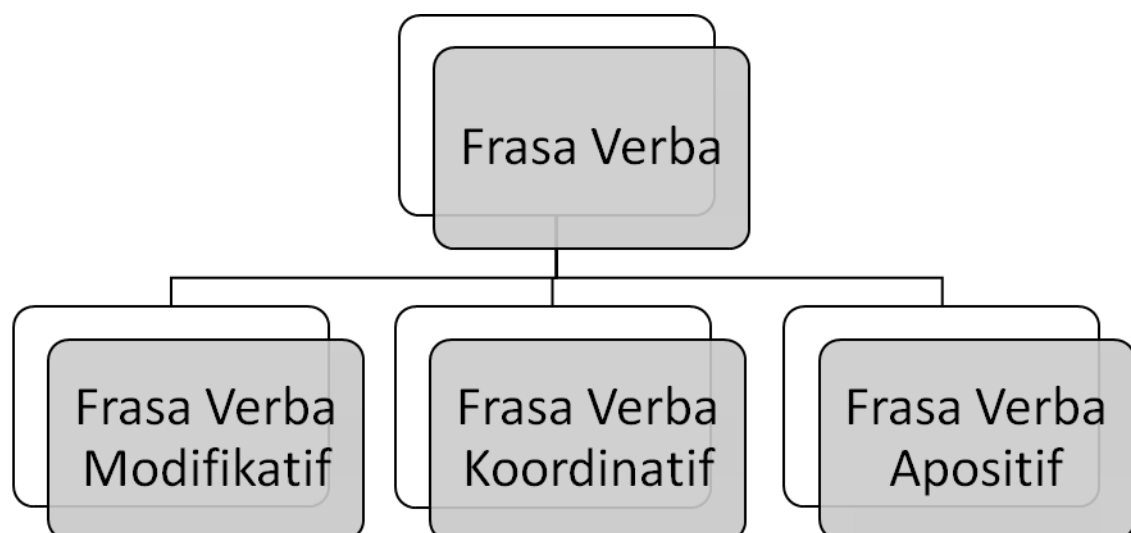 Frasa Verba
Frasa Verba
Modifikatif
Frasa Verba
Koordinatif
Frasa Verba
Apositif